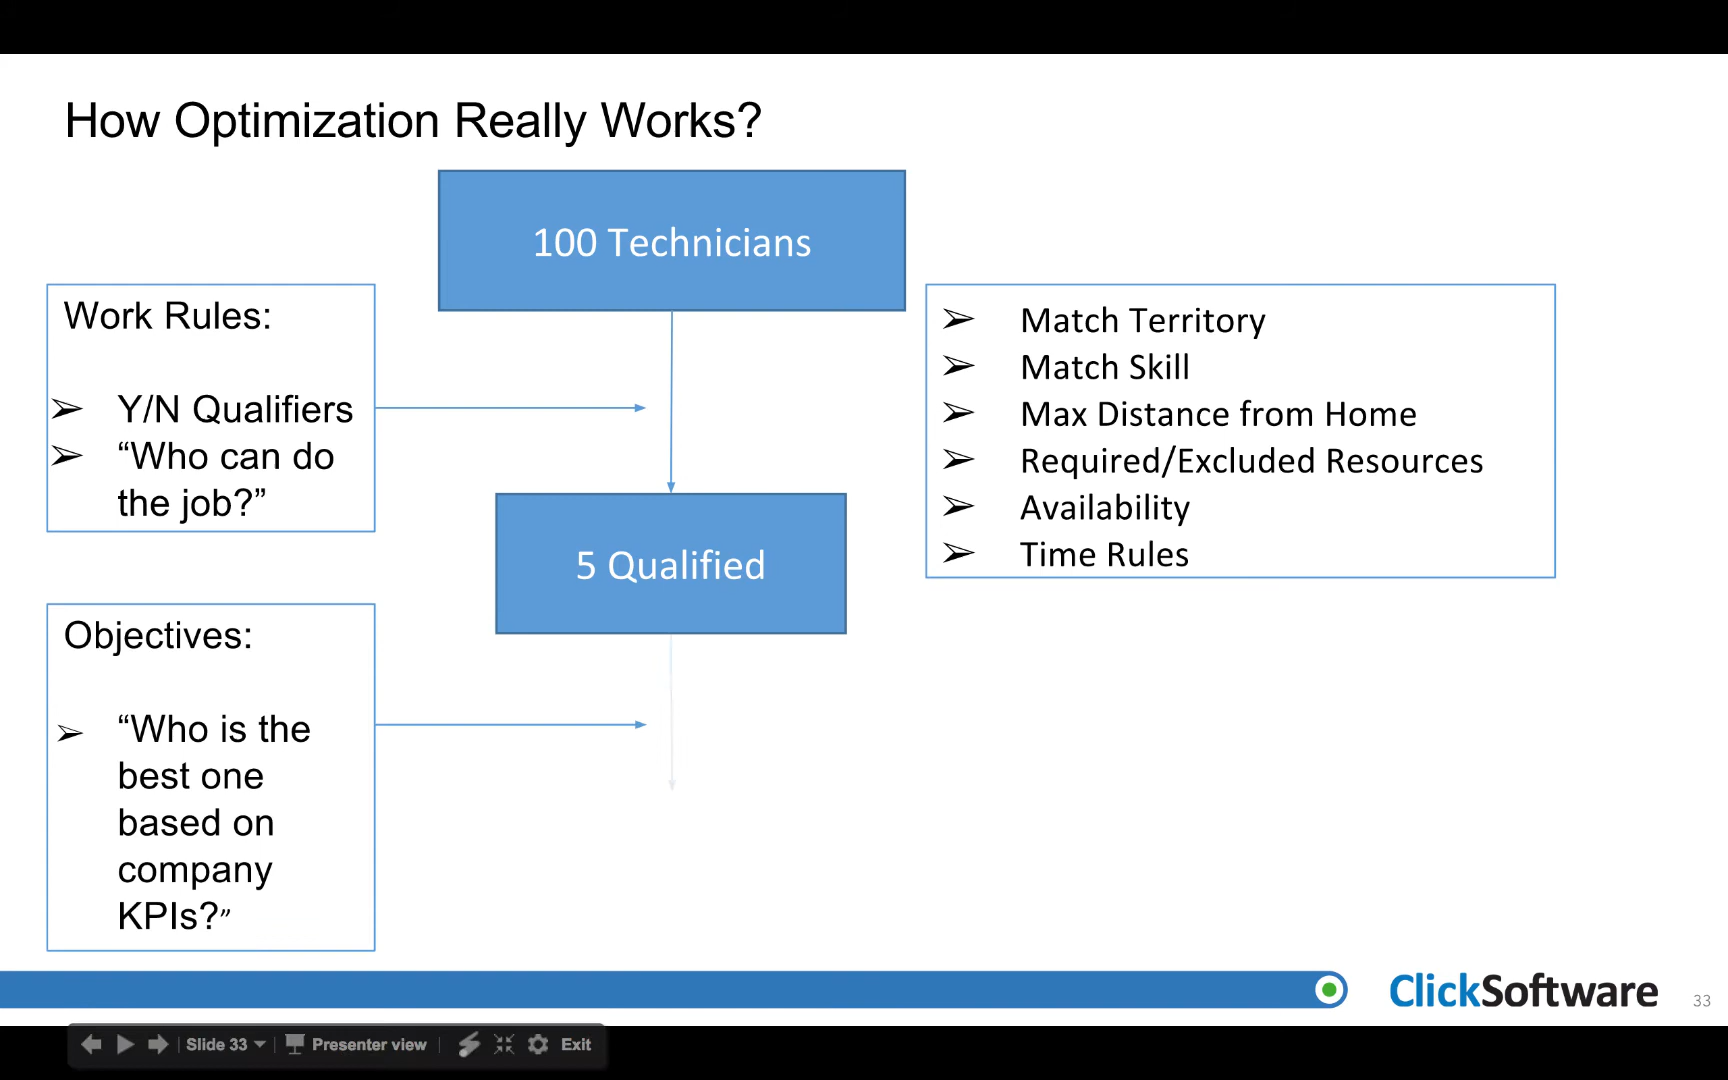 How Optimization Really Works?
100 Technicians
Work Rules:
➢ Y/N Qualifiers
➢ “Who can do
the job?”
➢ Match Territory
➢ Match Skill
➢ Max Distance from Home
➢ Required/Excluded Resources
➢ Availability
➢ Time Rules
5 Qualified
Objectives:
➢ “Who is the
best one
based on
company
KPIs?”
ClickSoftware
33
Slide 33
Presenter view
Exit